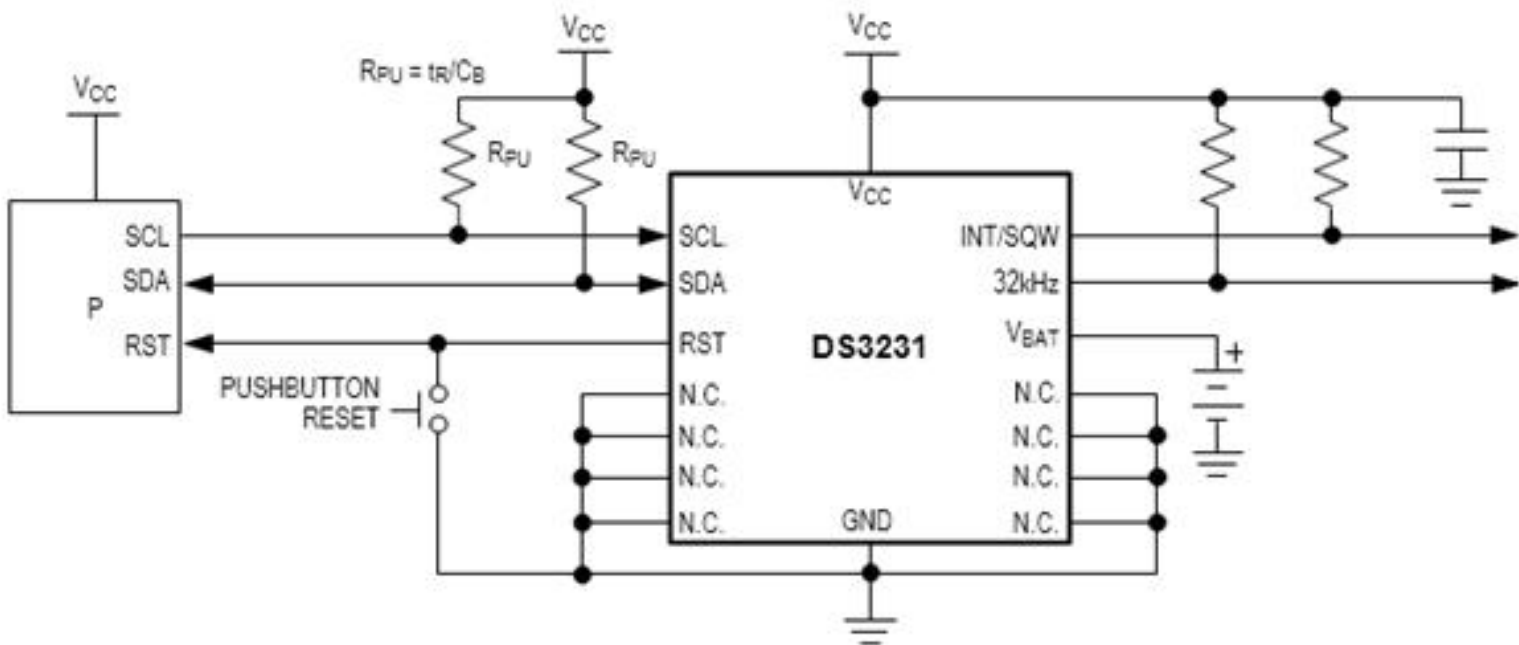 VCC
VCC
VCC
RPU = tR/CB
RPU
RPU
VCC
SCL
SDA
P
RST
PUSHBUTTON
RESET
SCL
SDA
RST
N.C.
N.C.
N.C.
N.C.
DS3231
GND
INT/SQW
32kHz
VBAT
+
N.C.
N.C.
N.C.
N.C.